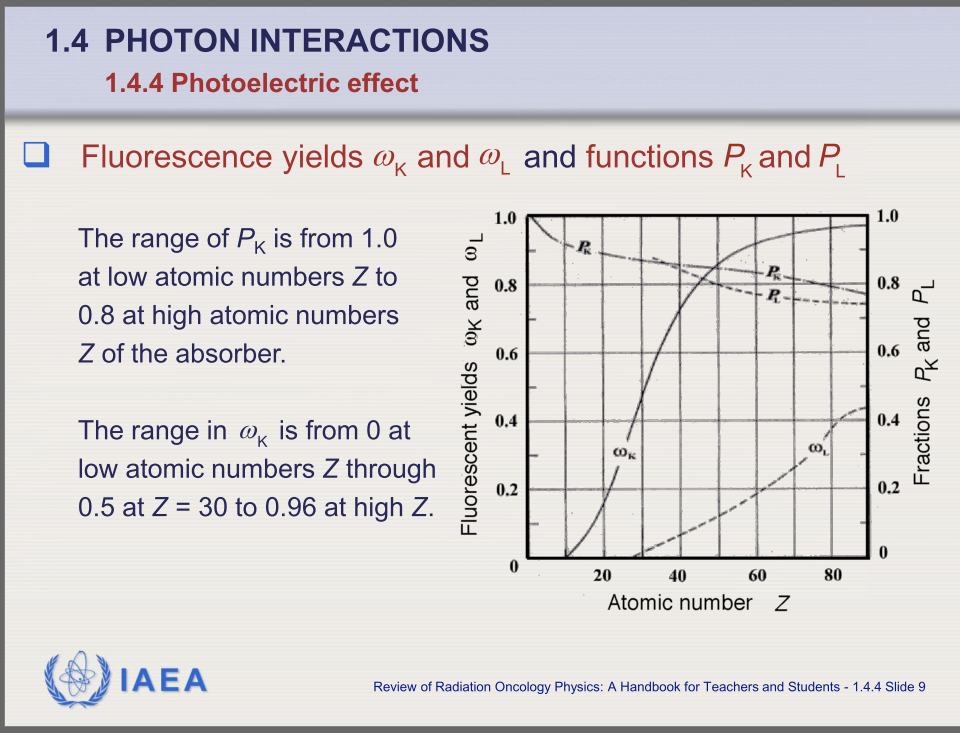 1.4 PHOTON INTERACTIONS
1.4.4 Photoelectric effect
❑ Fluorescence yields ωK and ωL and functions PK and PL
The range of PK is from 1.0
at low atomic numbers Z to
0.8 at high atomic numbers
Z of the absorber.
The range in ωK is from 0 at
low atomic numbers Z through
0.5 at Z = 30 to 0.96 at high Z.
Fluorescent yields ωK and ωL
1.0
0.8
0.6
0.4
0.2
0
PK
PK
PL
ωK
ωL
1.0
0.8
0.6
0.4
0.2
0
Fractions PK and PL
20 40 60 80
Atomic number Z
IAEA
Review of Radiation Oncology Physics: A Handbook for Teachers and Students - 1.4.4 Slide 9